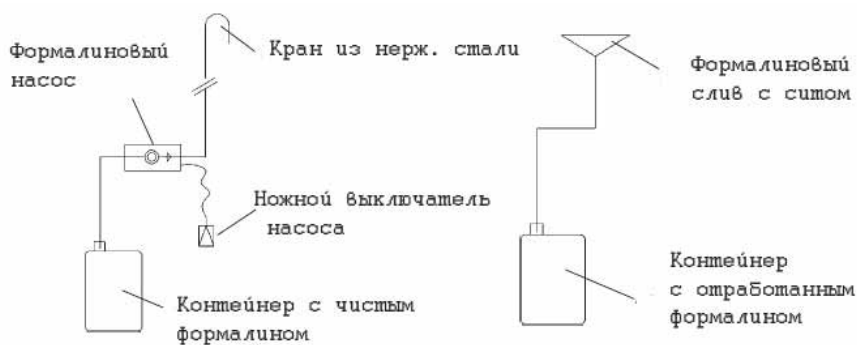 Формалиновый
насос
Кран из нерж. стали
Формалиновый
слив с ситом
Ножной выключатель
насоса
Контейнер с чистым
формалином
Контейнер
с отработанным
формалином